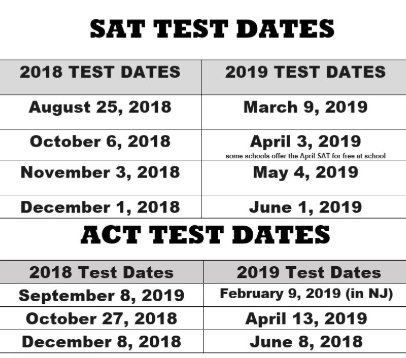 SAT TEST DATES
2018 TEST DATES 2019 TEST DATES
August 25, 2018 March 9, 2019
October 6, 2018 April 3, 2019
some schools offer the April SAT for free at school
November 3, 2018 May 4, 2019
December 1, 2018 June 1, 2019
ACT TEST DATES
2018 Test Dates 2019 Test Dates
September 8, 2019 February 9, 2019 (in NJ)
October 27, 2018 April 13, 2019
December 8, 2018 June 8, 2018